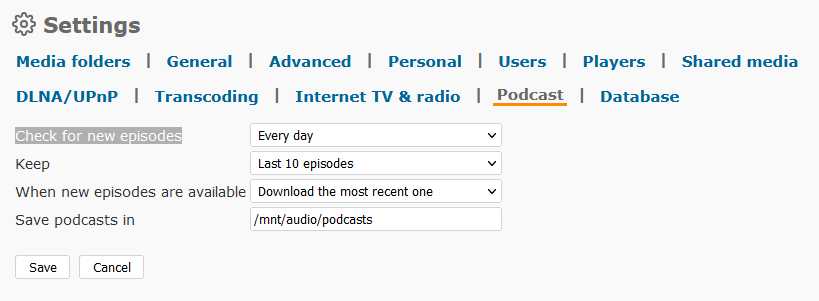 Settings
Media folders | General | Advanced | Personal | Users | Players | Shared media
DLNA/UPnP | Transcoding | Internet TV & radio | Podcast | Database
Check for new episodes Every day
Keep Last 10 episodes
When new episodes are available Download the most recent one
Save podcasts in /mnt/audio/podcasts
Save Cancel